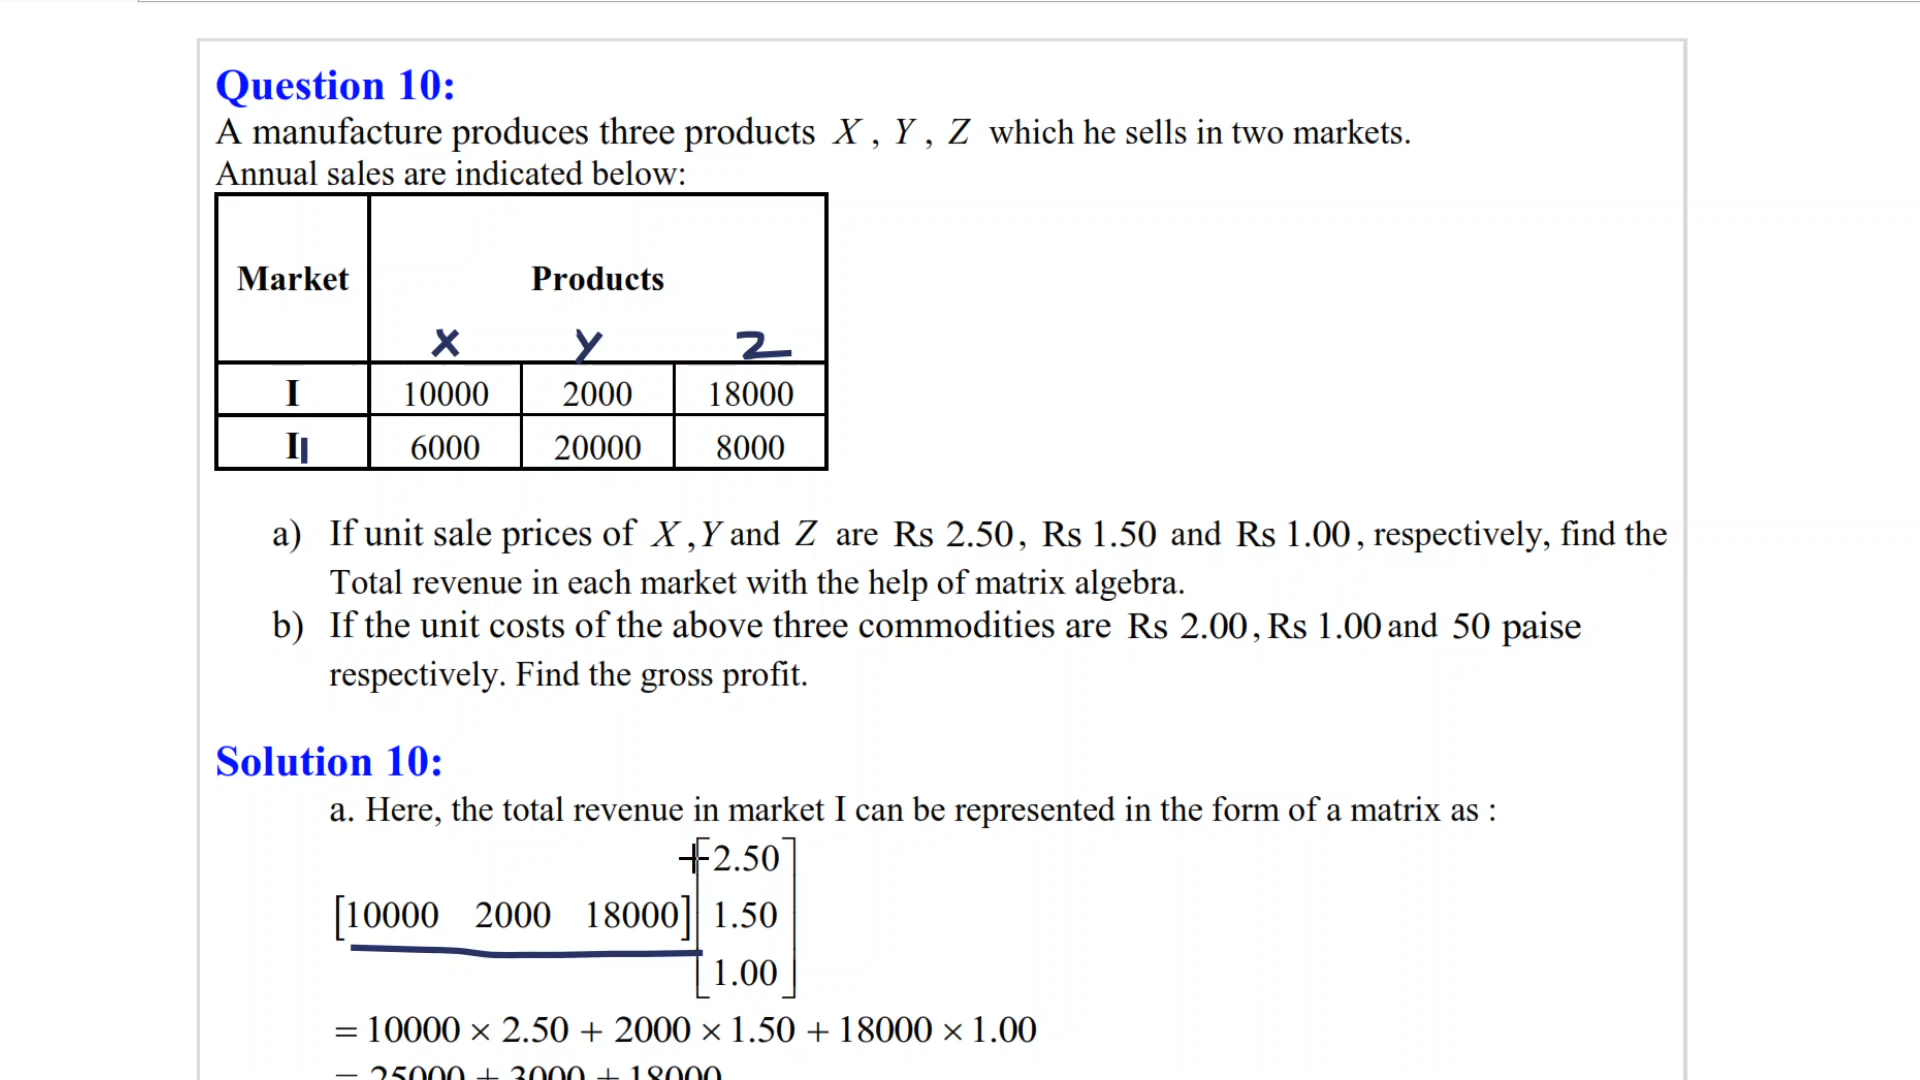 Question 10:
A manufacture produces three products X , Y , Z which he sells in two markets.
Annual sales are indicated below:
Market Products
X Y Z
I 10000 2000 18000
II 6000 20000 8000
a) If unit sale prices of X ,Y and Z are Rs 2.50, Rs 1.50 and Rs 1.00, respectively, find the
Total revenue in each market with the help of matrix algebra.
b) If the unit costs of the above three commodities are Rs 2.00, Rs 1.00 and 50 paise
respectively. Find the gross profit.
Solution 10:
a. Here, the total revenue in market I can be represented in the form of a matrix as :
2.50
[10000 2000 18000] 1.50
1.00
= 10000 × 2.50 + 2000 × 1.50 + 18000 × 1.00
= 25000 + 3000 + 18000